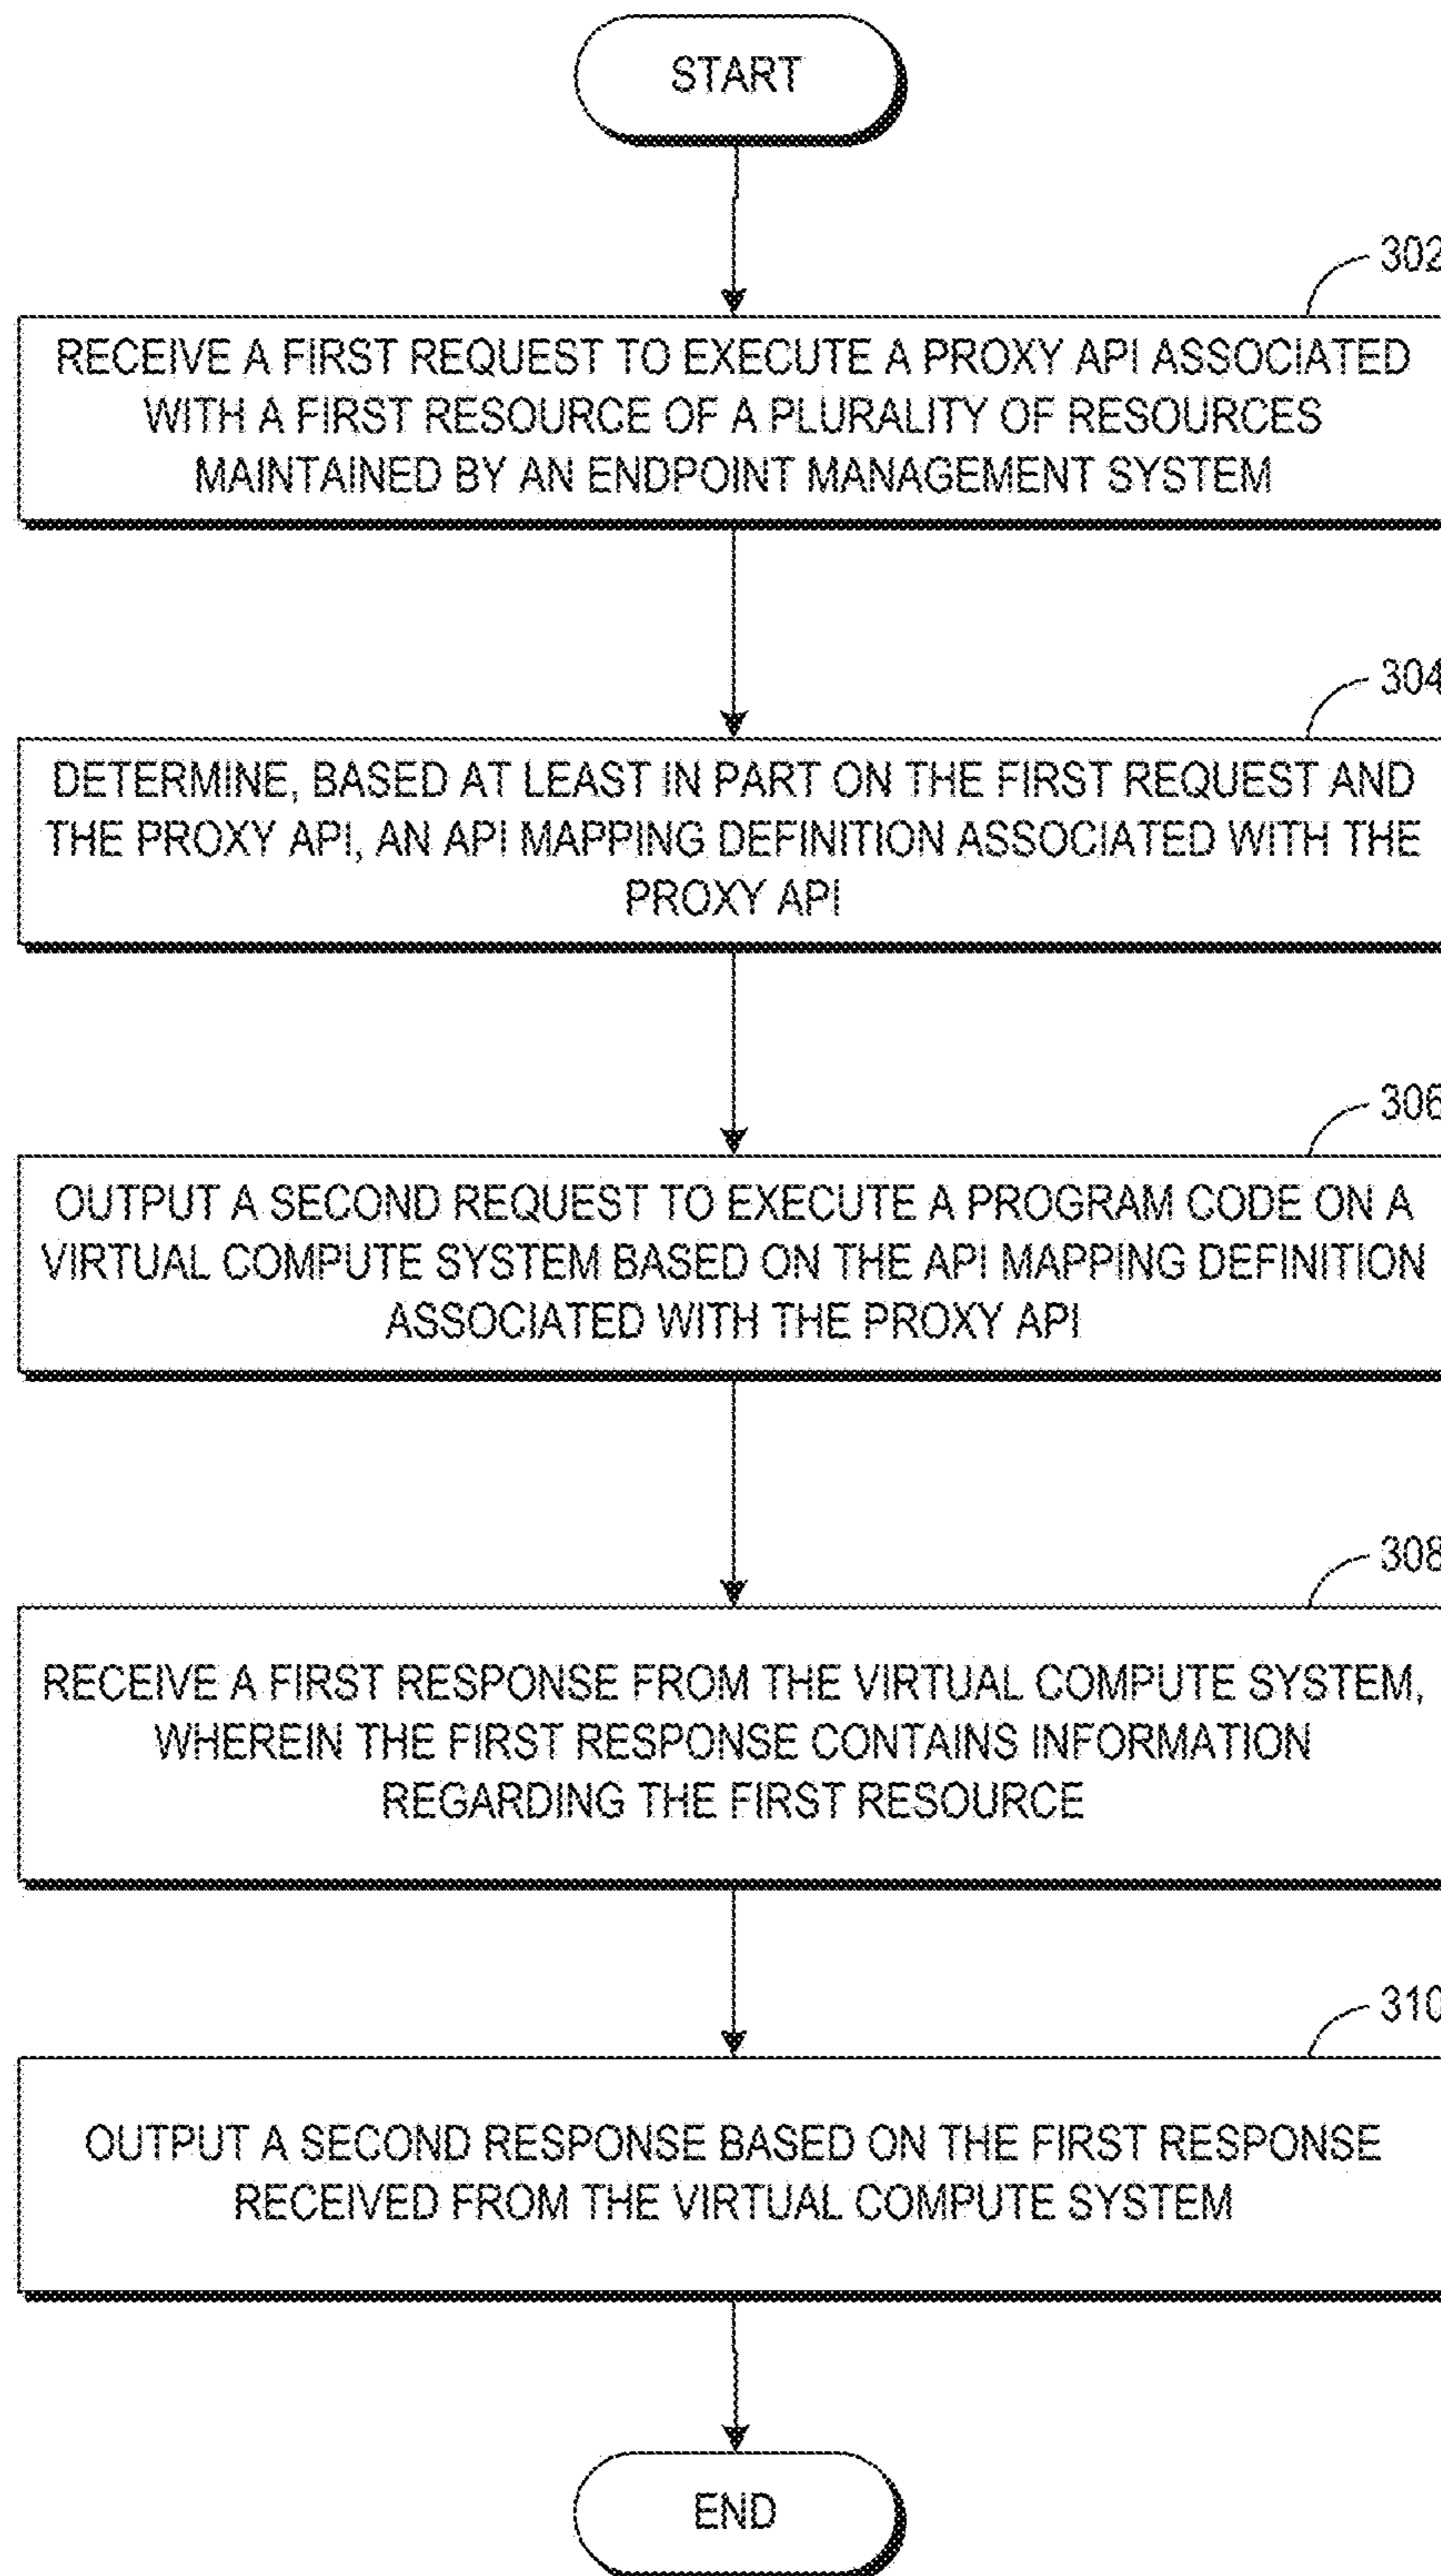 START
302
RECEIVE A FIRST REQUEST TO EXECUTE A PROXY API ASSOCIATED
WITH A FIRST RESOURCE OF A PLURALITY OF RESOURCES
MAINTAINED BY AN ENDPOINT MANAGEMENT SYSTEM
304
DETERMINE, BASED AT LEAST IN PART ON THE FIRST REQUEST AND
THE PROXY API, AN API MAPPING DEFINITION ASSOCIATED WITH THE
PROXY API
306
OUTPUT A SECOND REQUEST TO EXECUTE A PROGRAM CODE ON A
VIRTUAL COMPUTE SYSTEM BASED ON THE API MAPPING DEFINITION
ASSOCIATED WITH THE PROXY API
308
RECEIVE A FIRST RESPONSE FROM THE VIRTUAL COMPUTE SYSTEM,
WHEREIN THE FIRST RESPONSE CONTAINS INFORMATION
REGARDING THE FIRST RESOURCE
310
OUTPUT A SECOND RESPONSE BASED ON THE FIRST RESPONSE
RECEIVED FROM THE VIRTUAL COMPUTE SYSTEM
END